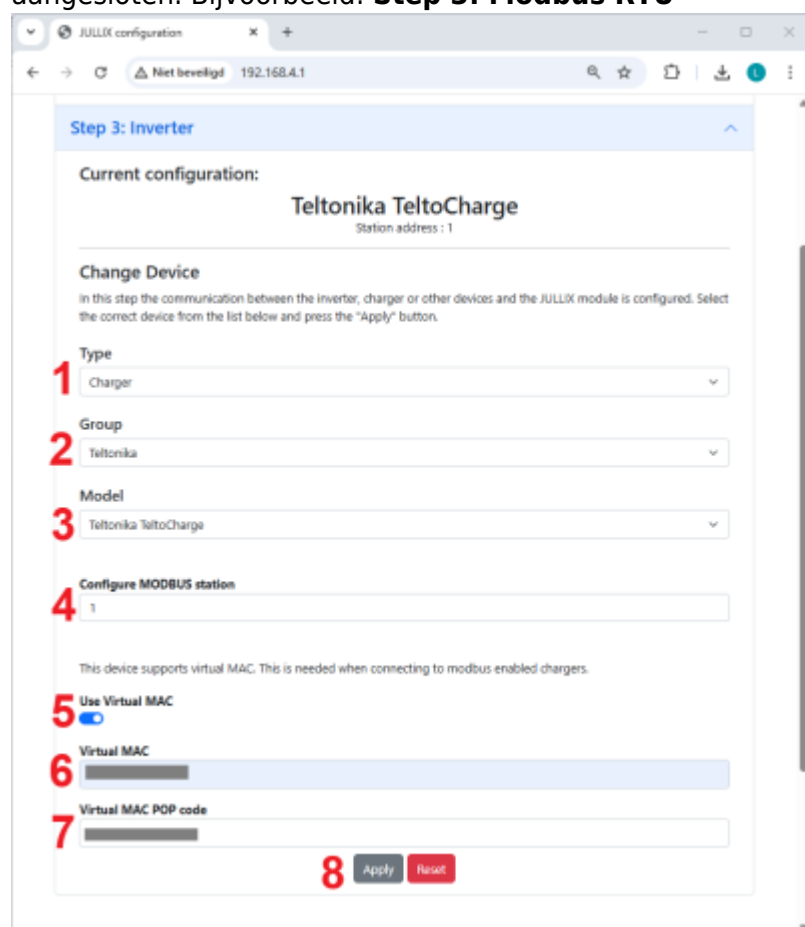 aangesloten. Bijvoorbeeld: Step 3: Modbus RTU
JULLIX configuration
Net beveiligd 192.168.4.1
L
Step 3: Inverter
Current configuration:
Teltonika TeltoCharge
Station address : 1
Change Device
In this step the communication between the inverter, charger or other devices and the JULLIX module is configured. Select
the correct device from the list below and press the "Apply" button.
Type
1 Charger
Group
2 Teltonika
Model
3 Teltonika TeltoCharge
Configure MODBUS station
4 1
This device supports virtual MAC. This is needed when connecting to modbus enabled chargers.
Use Virtual MAC
5
Virtual MAC
6
Virtual MAC POP code
7
8 Apply Reset